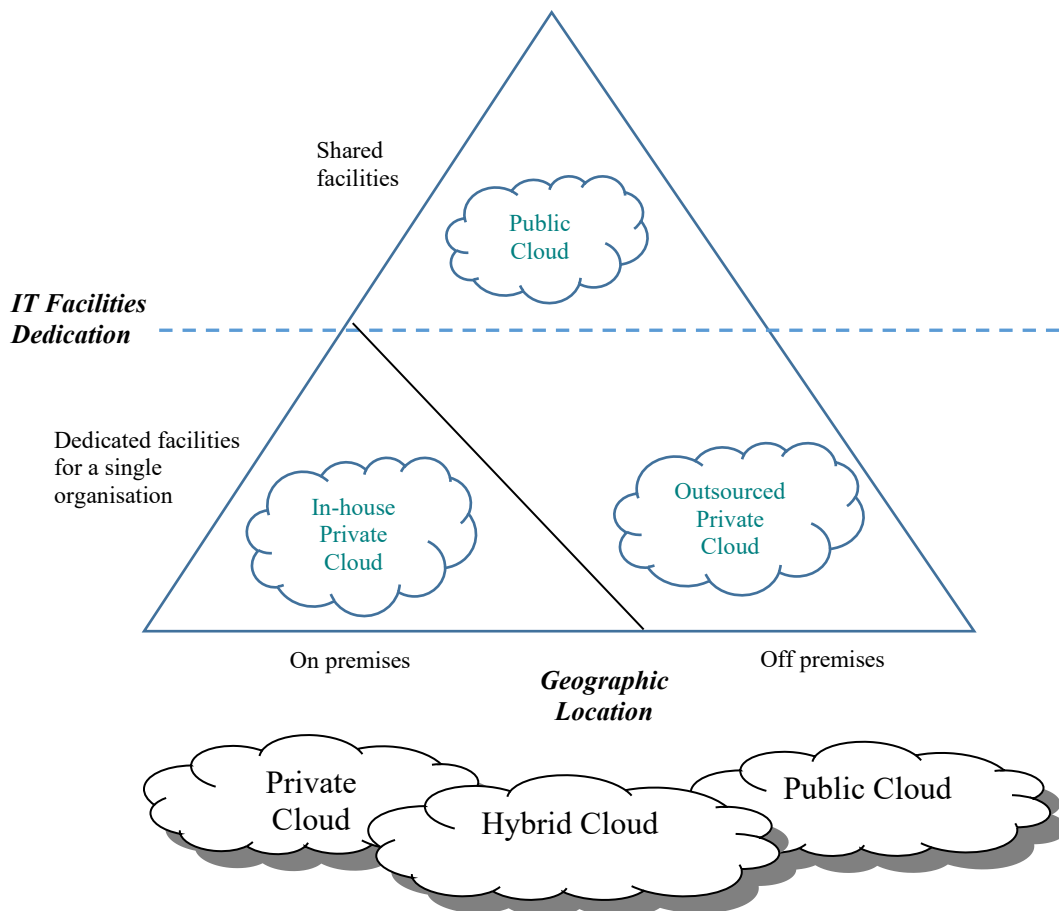 Shared
facilities
Public
Cloud
IT Facilities
Dedication
Dedicated facilities
for a single
organisation
In-house
Private
Cloud
Outsourced
Private
Cloud
On premises
Off premises
Geographic
Location
Private
Cloud
Hybrid Cloud
Public Cloud